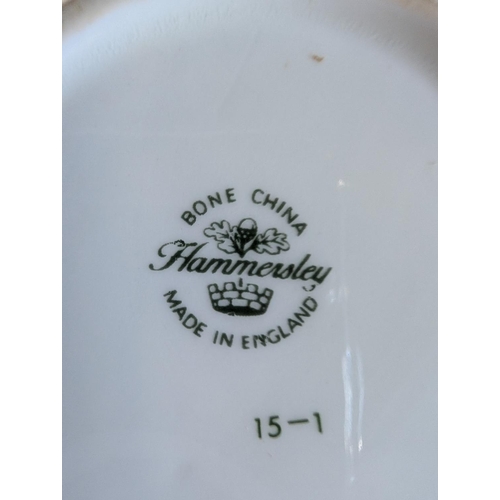 BONE CHINA
Hammersley
MADE IN ENGLAND
15-1